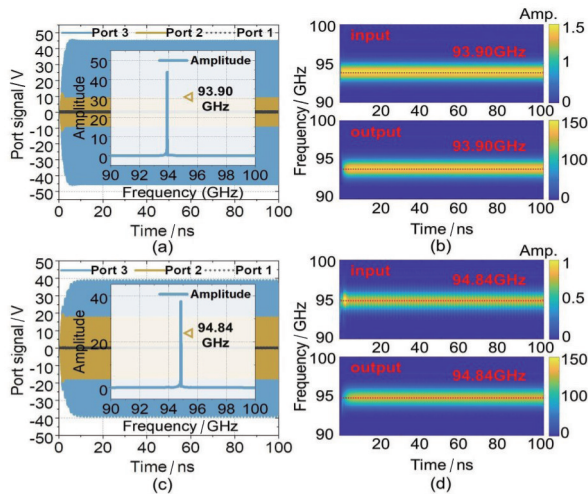 Port 3 Port 2 Port 1
Port signal / V
50
40
30
20
10
0
-10
-20
-30
-40
-50
Amplitude
Amplitude
50
40
30
20
10
0
93.90
GHz
90 92 94 96 98 100
Frequency (GHz)
0 20 40 60 80 100
Time / ns
(a)
Amp.
Frequency / GHz
100
95
90
input
93.90GHz
1.5
1
0
20 40 60 80 100
95
90
output
93.90GHz
150
100
0
20 40 60 80 100
Time / ns
(b)
Port 3 Port 2 Port 1
Port signal / V
50
40
30
20
10
0
-10
-20
-30
-40
-50
Amplitude
Amplitude
40
20
0
94.84
GHz
90 92 94 96 98 100
Frequency / GHz
0 20 40 60 80 100
Time / ns
(c)
Amp.
Frequency / GHz
100
95
90
input
94.84GHz
1
0.5
0
20 40 60 80 100
95
90
output
94.84GHz
150
100
0
20 40 60 80 100
Time / ns
(d)